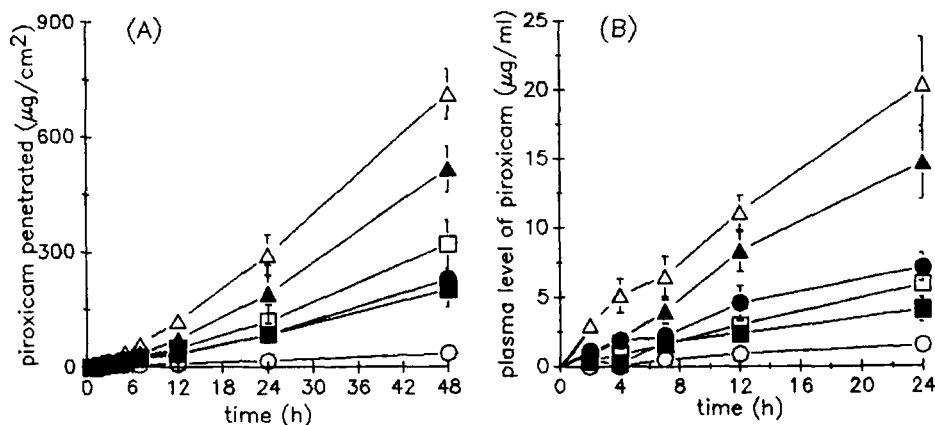 (A)
piroxicam penetrated (µg/cm2)
900
600
300
0
0 6 12 18 24 30 36 42 48
time (h)
(B)
plasma level of piroxicam (µg/ml)
25
20
15
10
5
0
0 4 8 12 16 20 24
time (h)